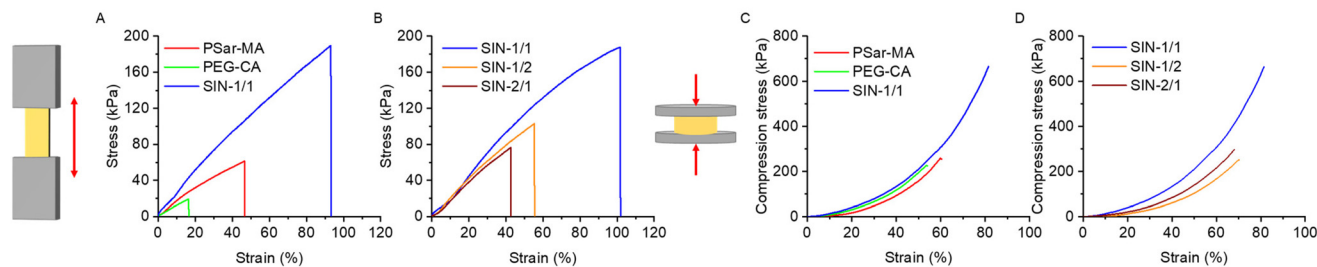 A
200
160
120
80
40
0
Stress (kPa)
PSar-MA
PEG-CA
SIN-1/1
0 20 40 60 80 100 120
Strain (%)
B
200
160
120
80
40
0
Stress (kPa)
SIN-1/1
SIN-1/2
SIN-2/1
0 20 40 60 80 100 120
Strain (%)
C
800
600
400
200
0
Compression stress (kPa)
PSar-MA
PEG-CA
SIN-1/1
0 20 40 60 80 100
Strain (%)
D
800
600
400
200
0
Compression stress (kPa)
SIN-1/1
SIN-1/2
SIN-2/1
0 20 40 60 80 100
Strain (%)